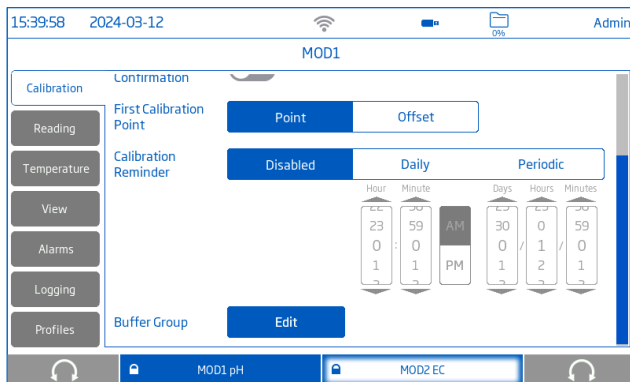 15:39:58 2024-03-12 0% Admin
MOD1
Calibration
Reading
Temperature
View
Alarms
Logging
Profiles
Confirmation
First Calibration
Point
Point Offset
Calibration
Reminder
Disabled Daily Periodic
Hour Minute Days Hours Minutes
23 59 AM 30 0 59
0 : 0 0 / 1 / 0
1 1 PM 1 2 1
Buffer Group Edit
MOD1 pH MOD2 EC